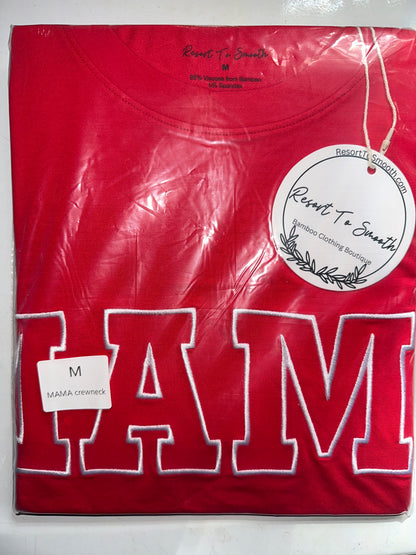 Resort To Smooth
M
95% Viscose from Bamboo
5% Spandex
ResortToSmooth.com
Resort To Smooth
Bamboo Clothing Boutique
MAM
M
MAMA crewneck